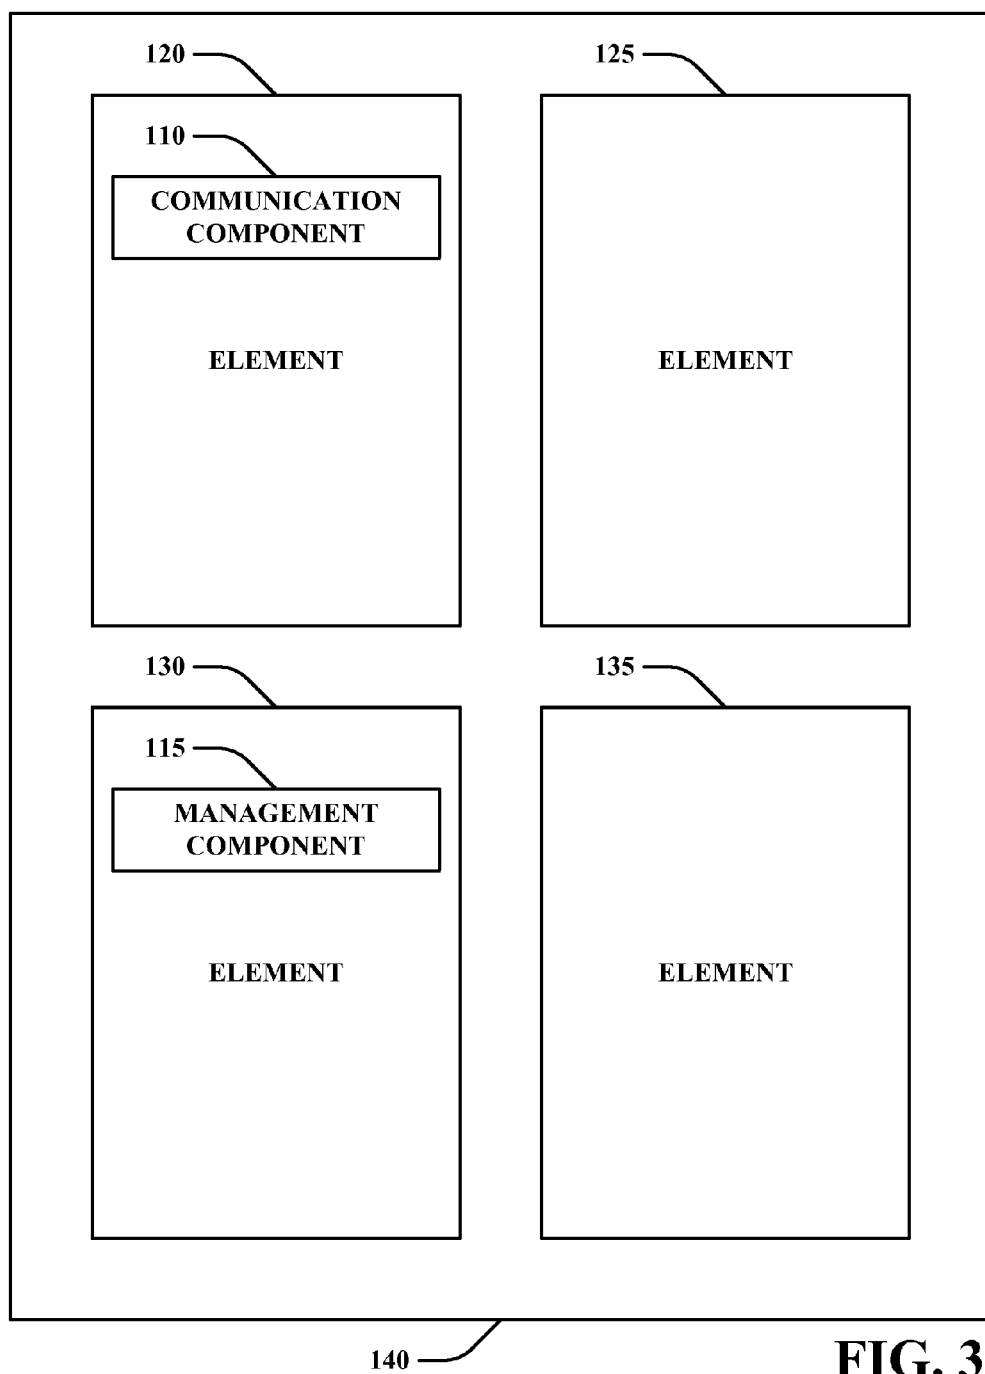 120
125
110
COMMUNICATION
COMPONENT
ELEMENT
ELEMENT
130
135
115
MANAGEMENT
COMPONENT
ELEMENT
ELEMENT
140
FIG. 3